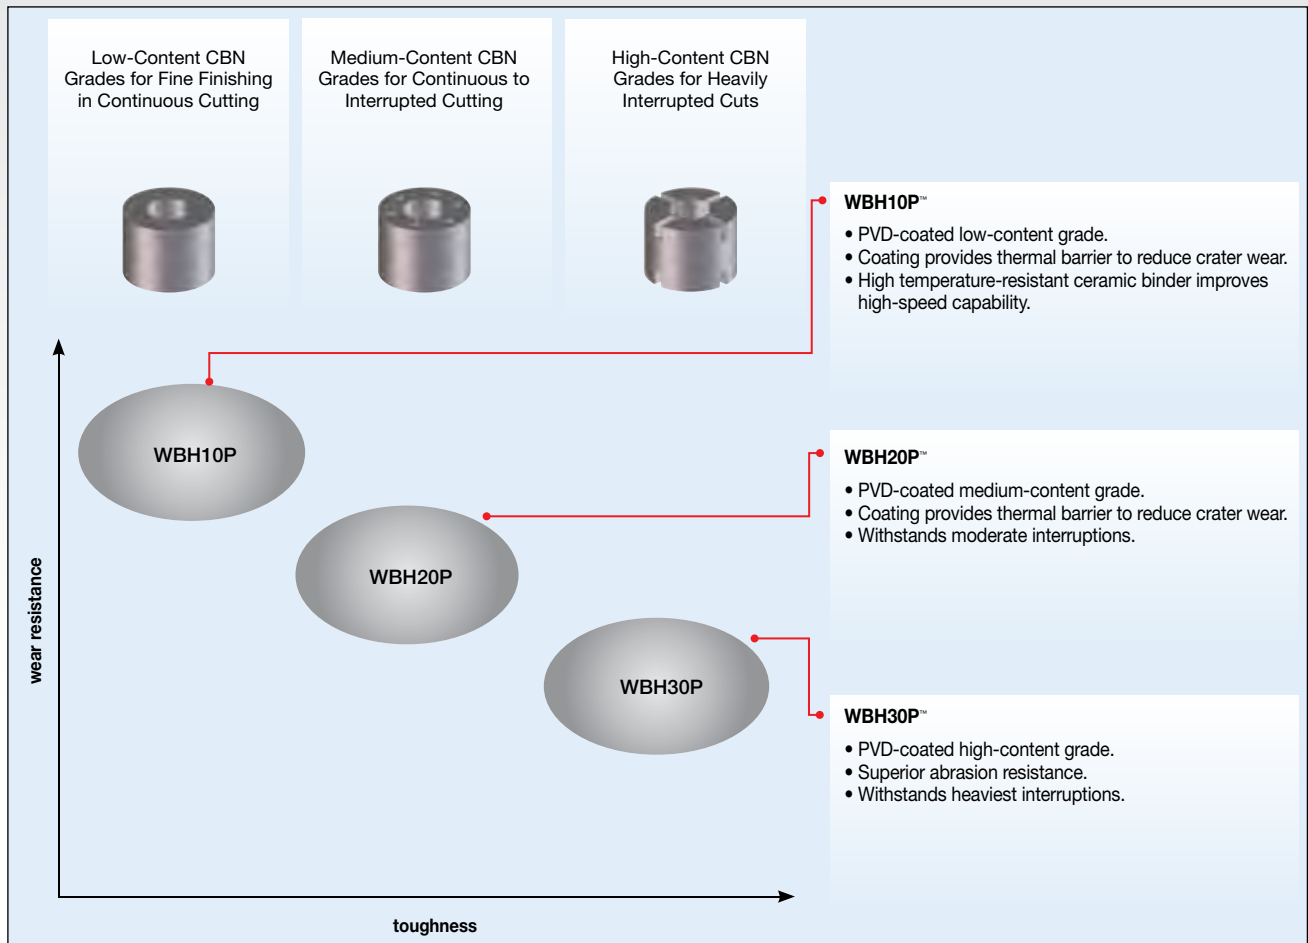 Low-Content CBN
Grades for Fine Finishing
in Continuous Cutting
Medium-Content CBN
Grades for Continuous to
Interrupted Cutting
High-Content CBN
Grades for Heavily
Interrupted Cuts
WBH10P™
• PVD-coated low-content grade.
• Coating provides thermal barrier to reduce crater wear.
• High temperature-resistant ceramic binder improves
high-speed capability.
WBH10P
WBH20P™
• PVD-coated medium-content grade.
• Coating provides thermal barrier to reduce crater wear.
• Withstands moderate interruptions.
WBH20P
wear resistance
WBH30P
WBH30P™
• PVD-coated high-content grade.
• Superior abrasion resistance.
• Withstands heaviest interruptions.
toughness